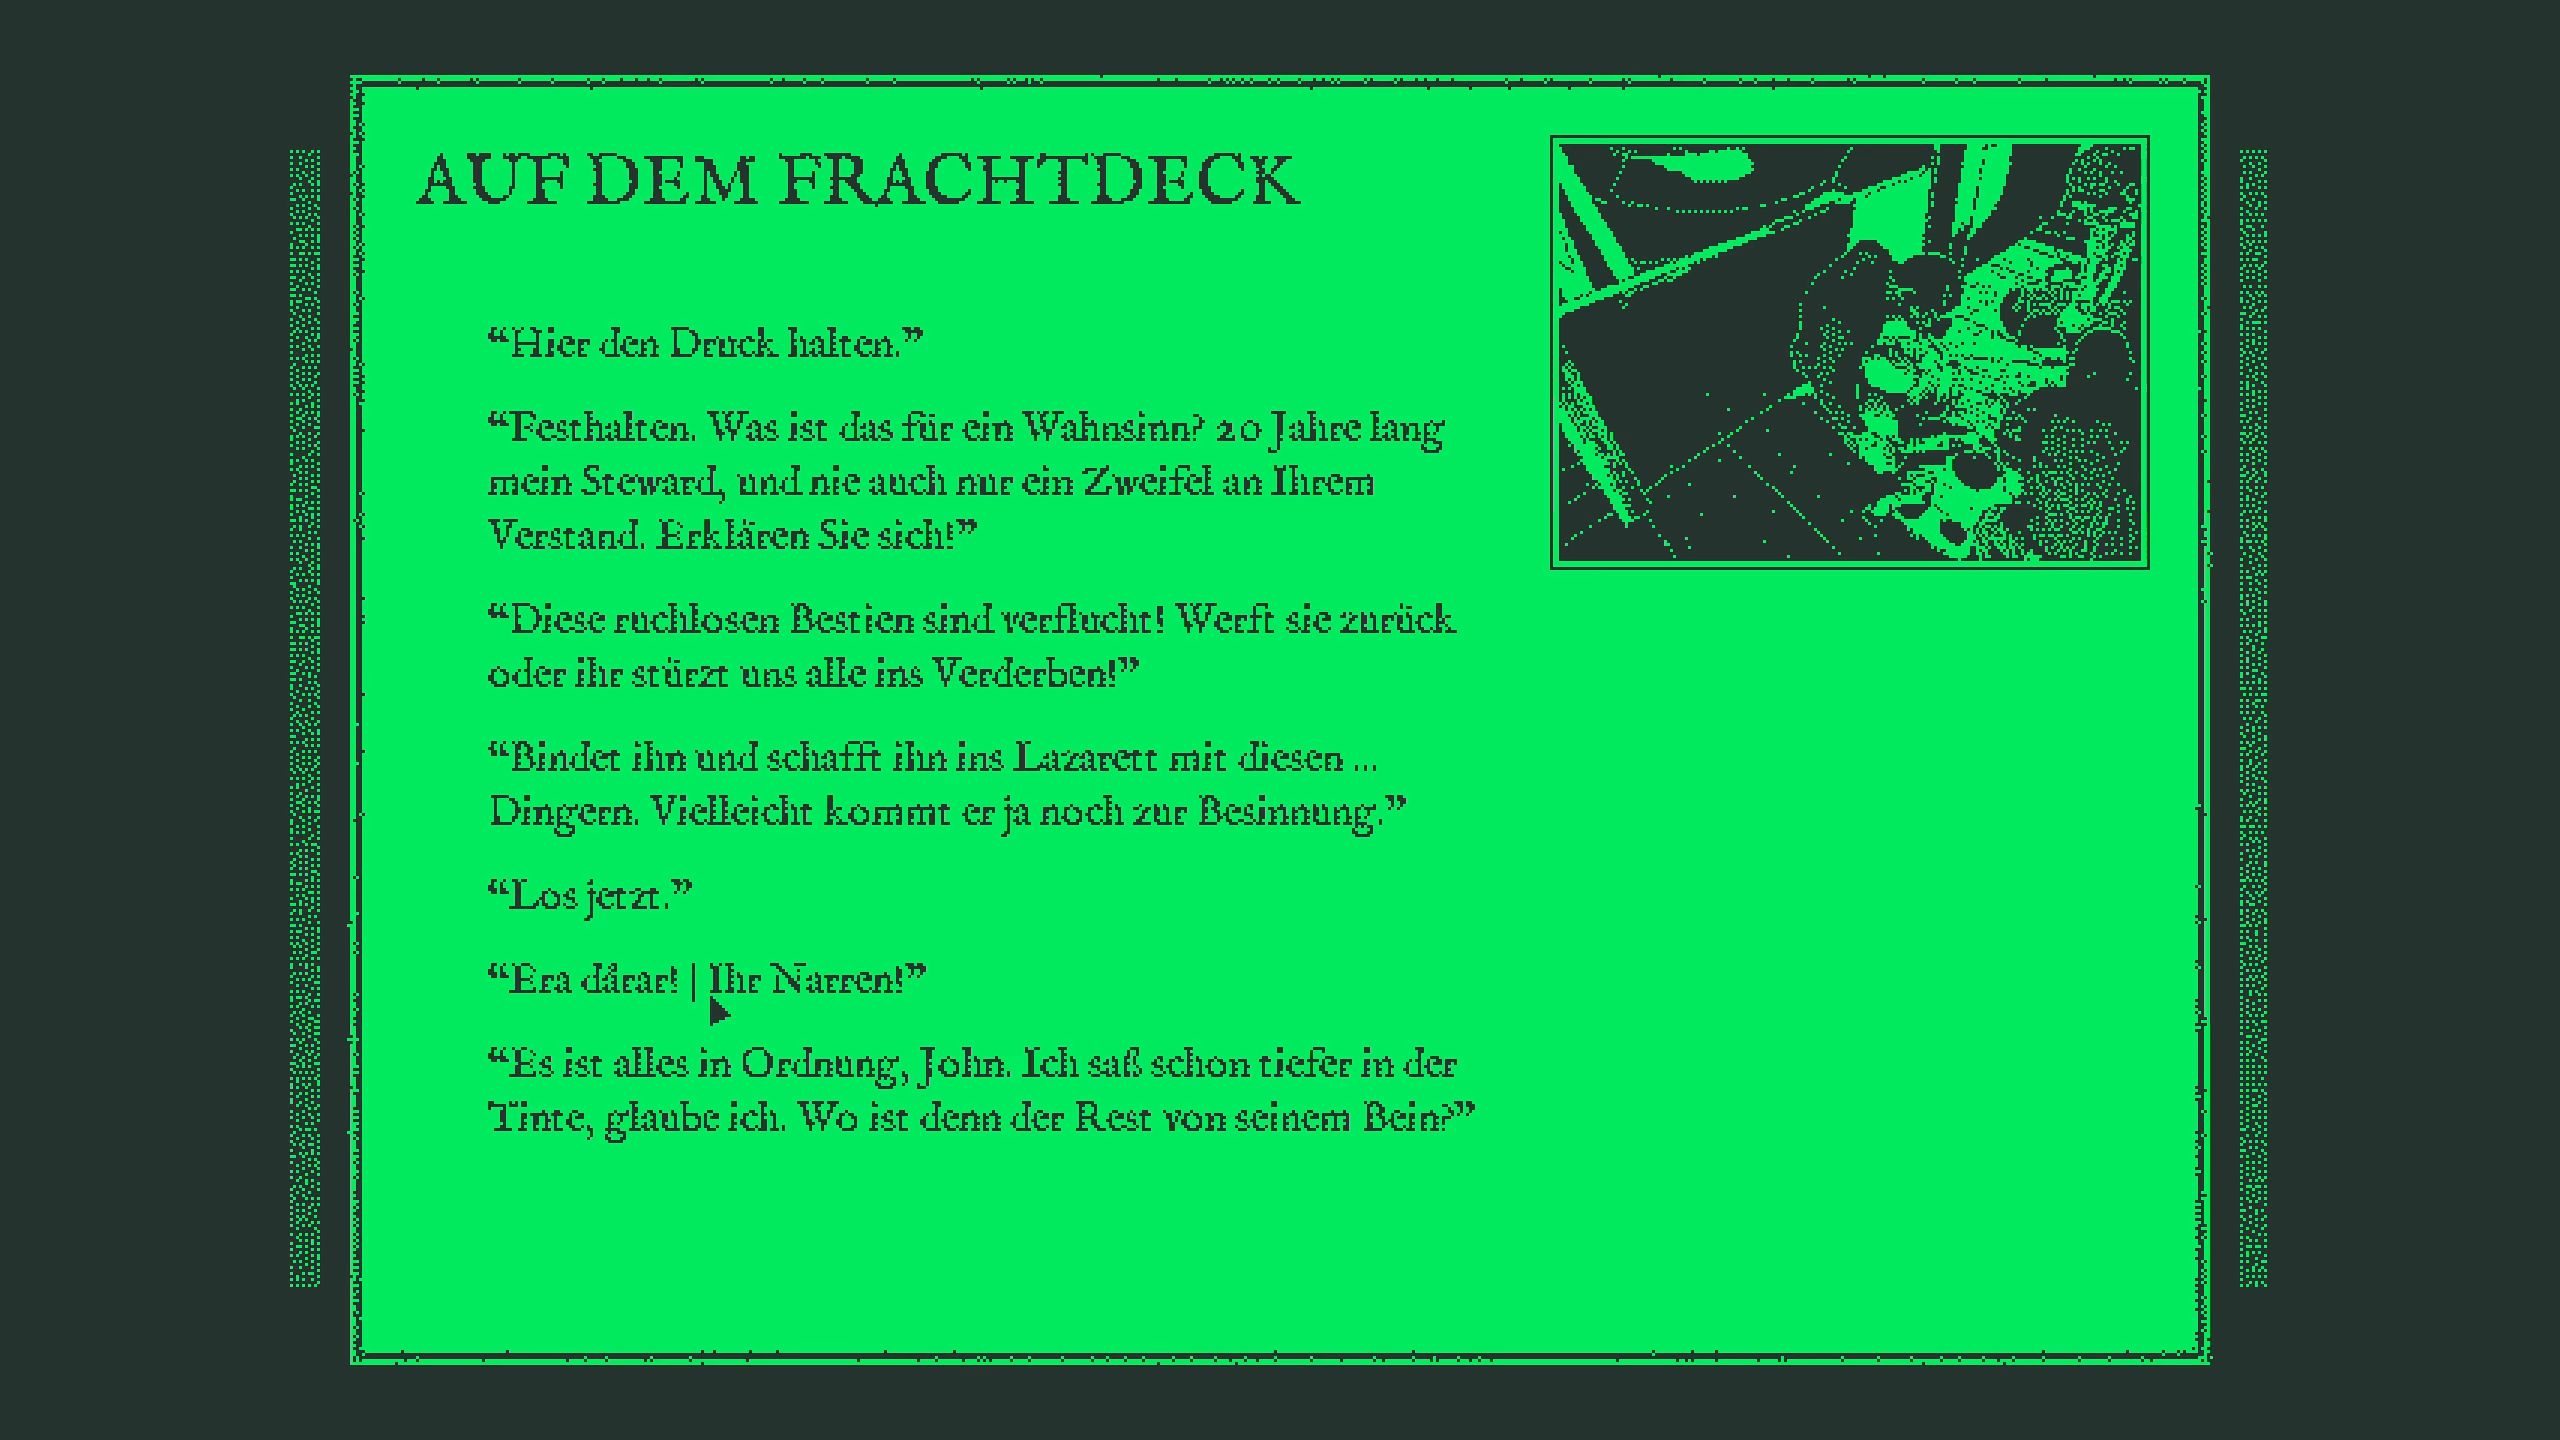 AUF DEM FRACHTDECK
“Hier den Druck halten.”
“Festhalten. Was ist das für ein Wahnsinn? 20 Jahre lang
mein Steward, und nie auch nur ein Zweifel an Ihrem
Verstand. Erklären Sie sich!”
“Diese ruchlosen Bestien sind verflucht! Werft sie zurück
oder ihr stürzt uns alle ins Verderben!”
“Bindet ihn und schafft ihn ins Lazarett mit diesen ...
Dingern. Vielleicht kommt er ja noch zur Besinnung.”
“Los jetzt.”
“Era dårar! | Ihr Narren!”
“Es ist alles in Ordnung, John. Ich saß schon tiefer in der
Tinte, glaube ich. Wo ist denn der Rest von seinem Bein?”